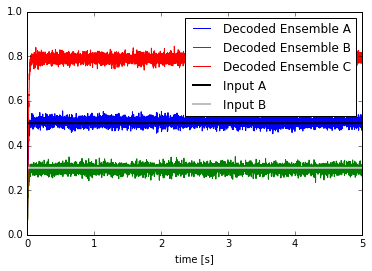 1.0
Decoded Ensemble A
Decoded Ensemble B
Decoded Ensemble C
Input A
Input B
0.8
0.6
0.4
0.2
0.0
0 1 2 3 4 5
time [s]